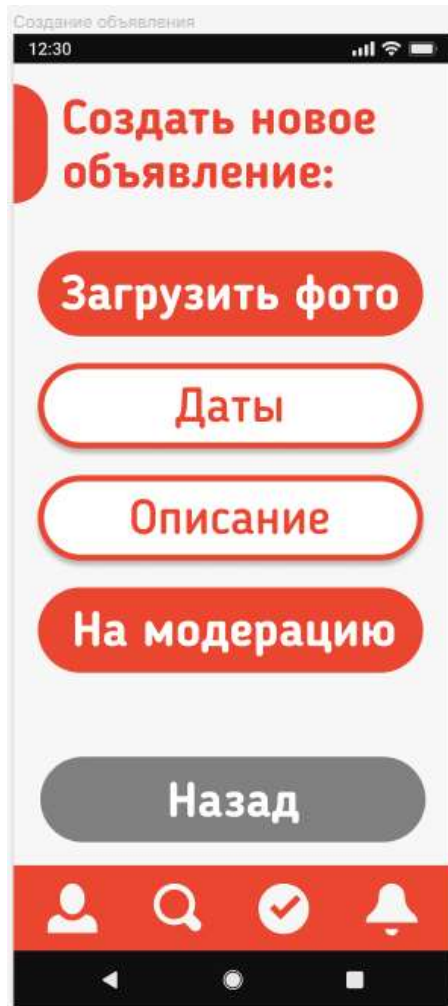 Создание объявления
12:30
Создать новое
объявление:
Загрузить фото
Даты
Описание
На модерацию
Назад